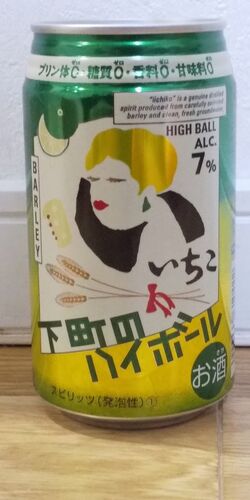 プリン体0・糖質0・香料0・甘味料0
"iichiko" is a genuine distilled
spirit produced from carefully selected
barley and clean, fresh groundwater
HIGH BALL
ALC.
7%
BARLEY
いいちこ
下町の
ハイボール
お酒
スピリッツ(発泡性)①